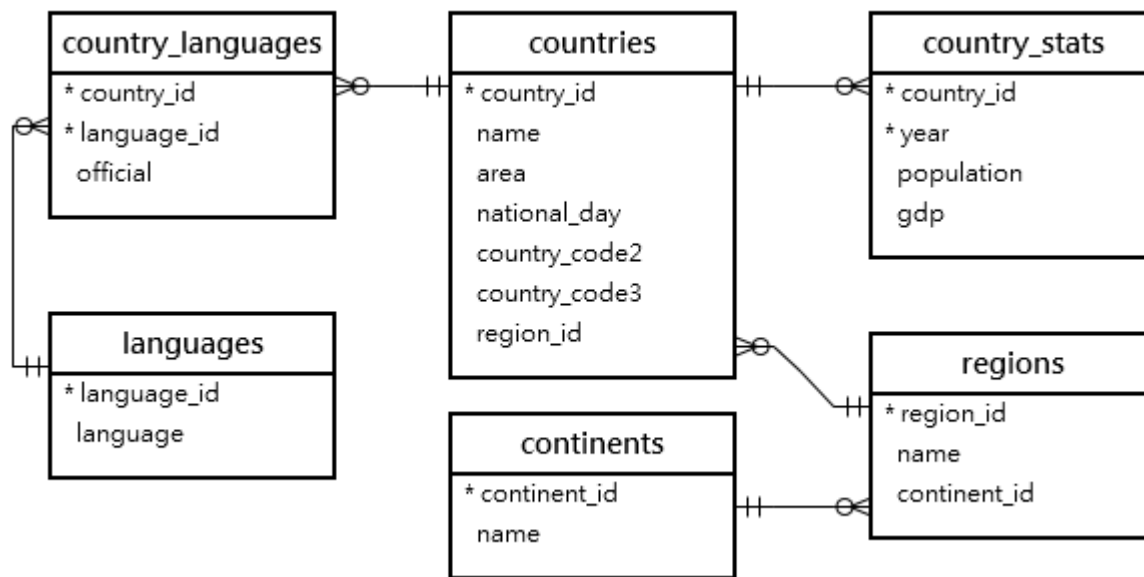 country_languages
* country_id
* language_id
official
countries
* country_id
name
area
national_day
country_code2
country_code3
region_id
country_stats
* country_id
* year
population
gdp
languages
* language_id
language
continents
* continent_id
name
regions
* region_id
name
continent_id